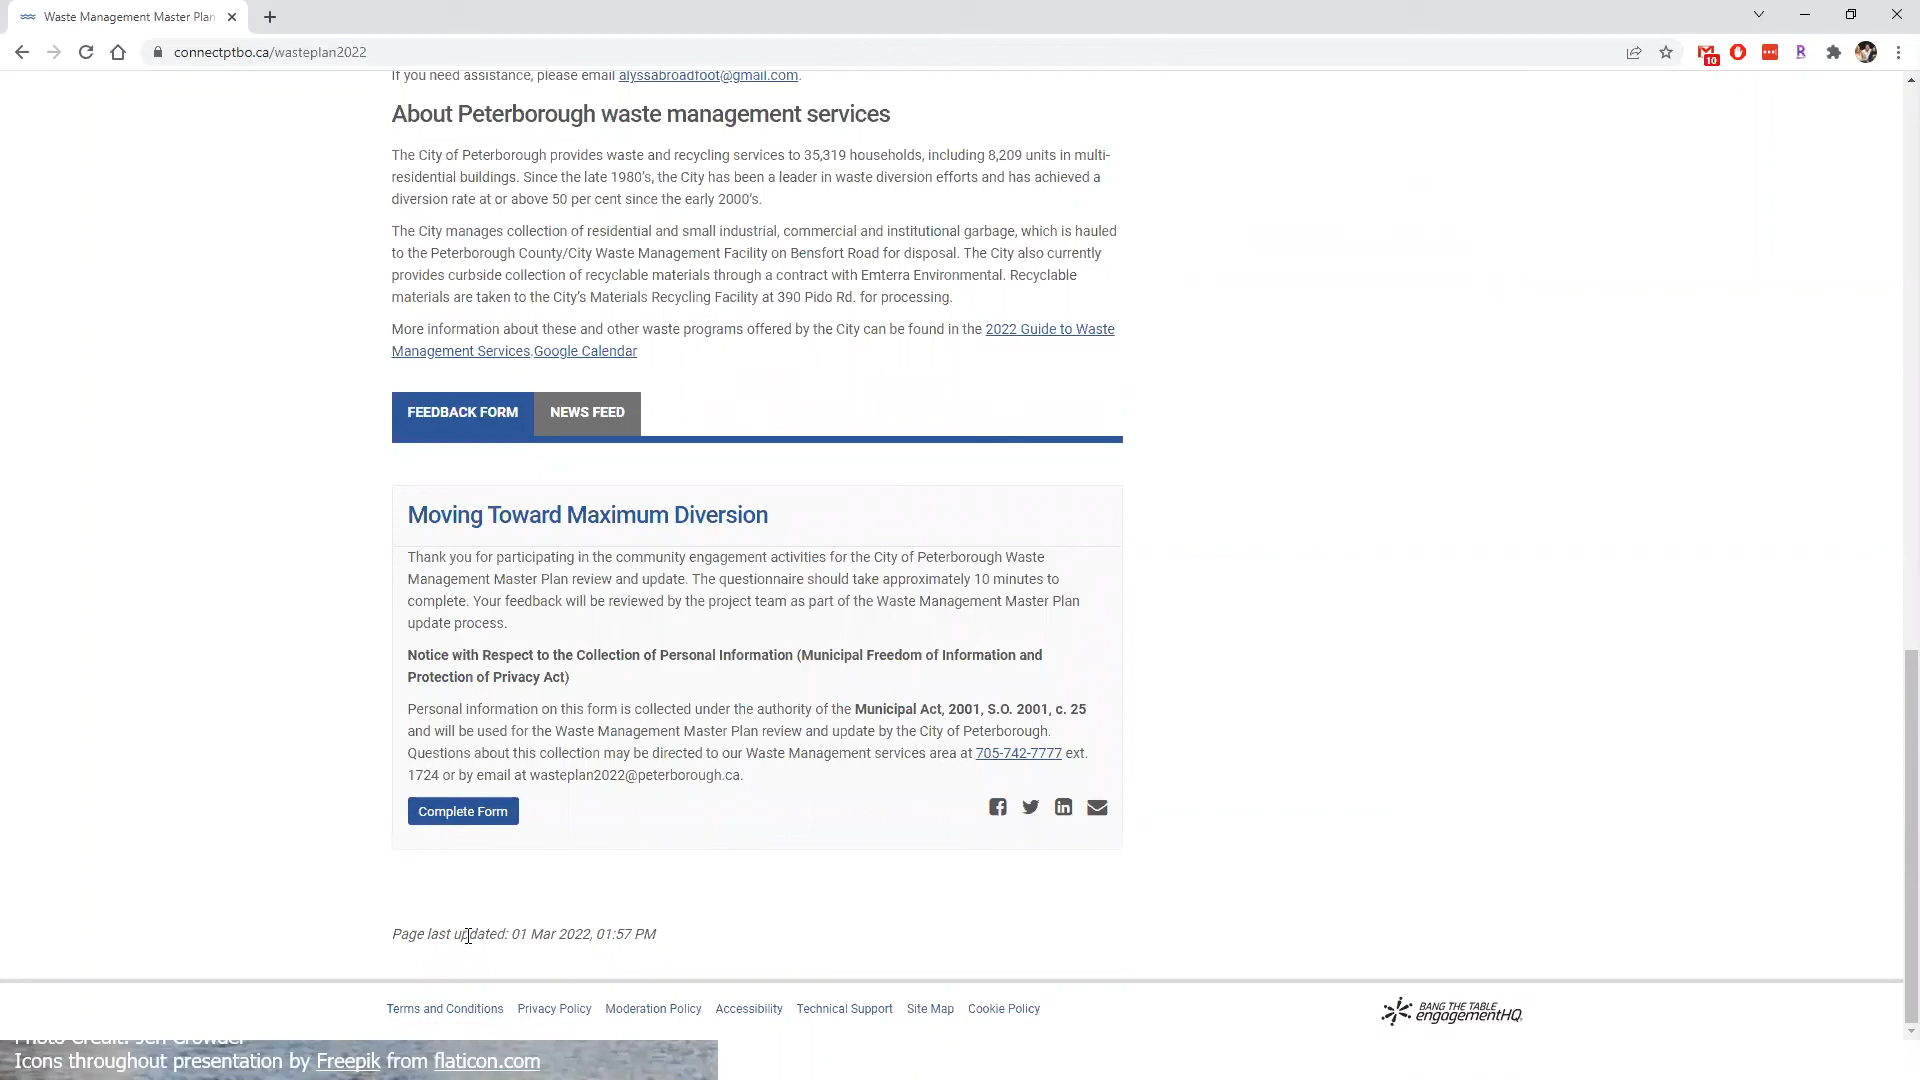 Waste Management Master Plan
connectptbo.ca/wasteplan2022
10
B
If you need assistance, please email alyssabroadfoot@gmail.com.
About Peterborough waste management services
The City of Peterborough provides waste and recycling services to 35,319 households, including 8,209 units in multi-
residential buildings. Since the late 1980’s, the City has been a leader in waste diversion efforts and has achieved a
diversion rate at or above 50 per cent since the early 2000’s.
The City manages collection of residential and small industrial, commercial and institutional garbage, which is hauled
to the Peterborough County/City Waste Management Facility on Bensfort Road for disposal. The City also currently
provides curbside collection of recyclable materials through a contract with Emterra Environmental. Recyclable
materials are taken to the City’s Materials Recycling Facility at 390 Pido Rd. for processing.
More information about these and other waste programs offered by the City can be found in the 2022 Guide to Waste
Management Services.Google Calendar
FEEDBACK FORM NEWS FEED
Moving Toward Maximum Diversion
Thank you for participating in the community engagement activities for the City of Peterborough Waste
Management Master Plan review and update. The questionnaire should take approximately 10 minutes to
complete. Your feedback will be reviewed by the project team as part of the Waste Management Master Plan
update process.
Notice with Respect to the Collection of Personal Information (Municipal Freedom of Information and
Protection of Privacy Act)
Personal information on this form is collected under the authority of the Municipal Act, 2001, S.O. 2001, c. 25
and will be used for the Waste Management Master Plan review and update by the City of Peterborough.
Questions about this collection may be directed to our Waste Management services area at 705-742-7777 ext.
1724 or by email at wasteplan2022@peterborough.ca.
Complete Form
Page last updated: 01 Mar 2022, 01:57 PM
Terms and Conditions Privacy Policy Moderation Policy Accessibility Technical Support Site Map Cookie Policy
BANG THE TABLE
engagementHQ
Photo Credit: Jen Crowder
Icons throughout presentation by Freepik from flaticon.com